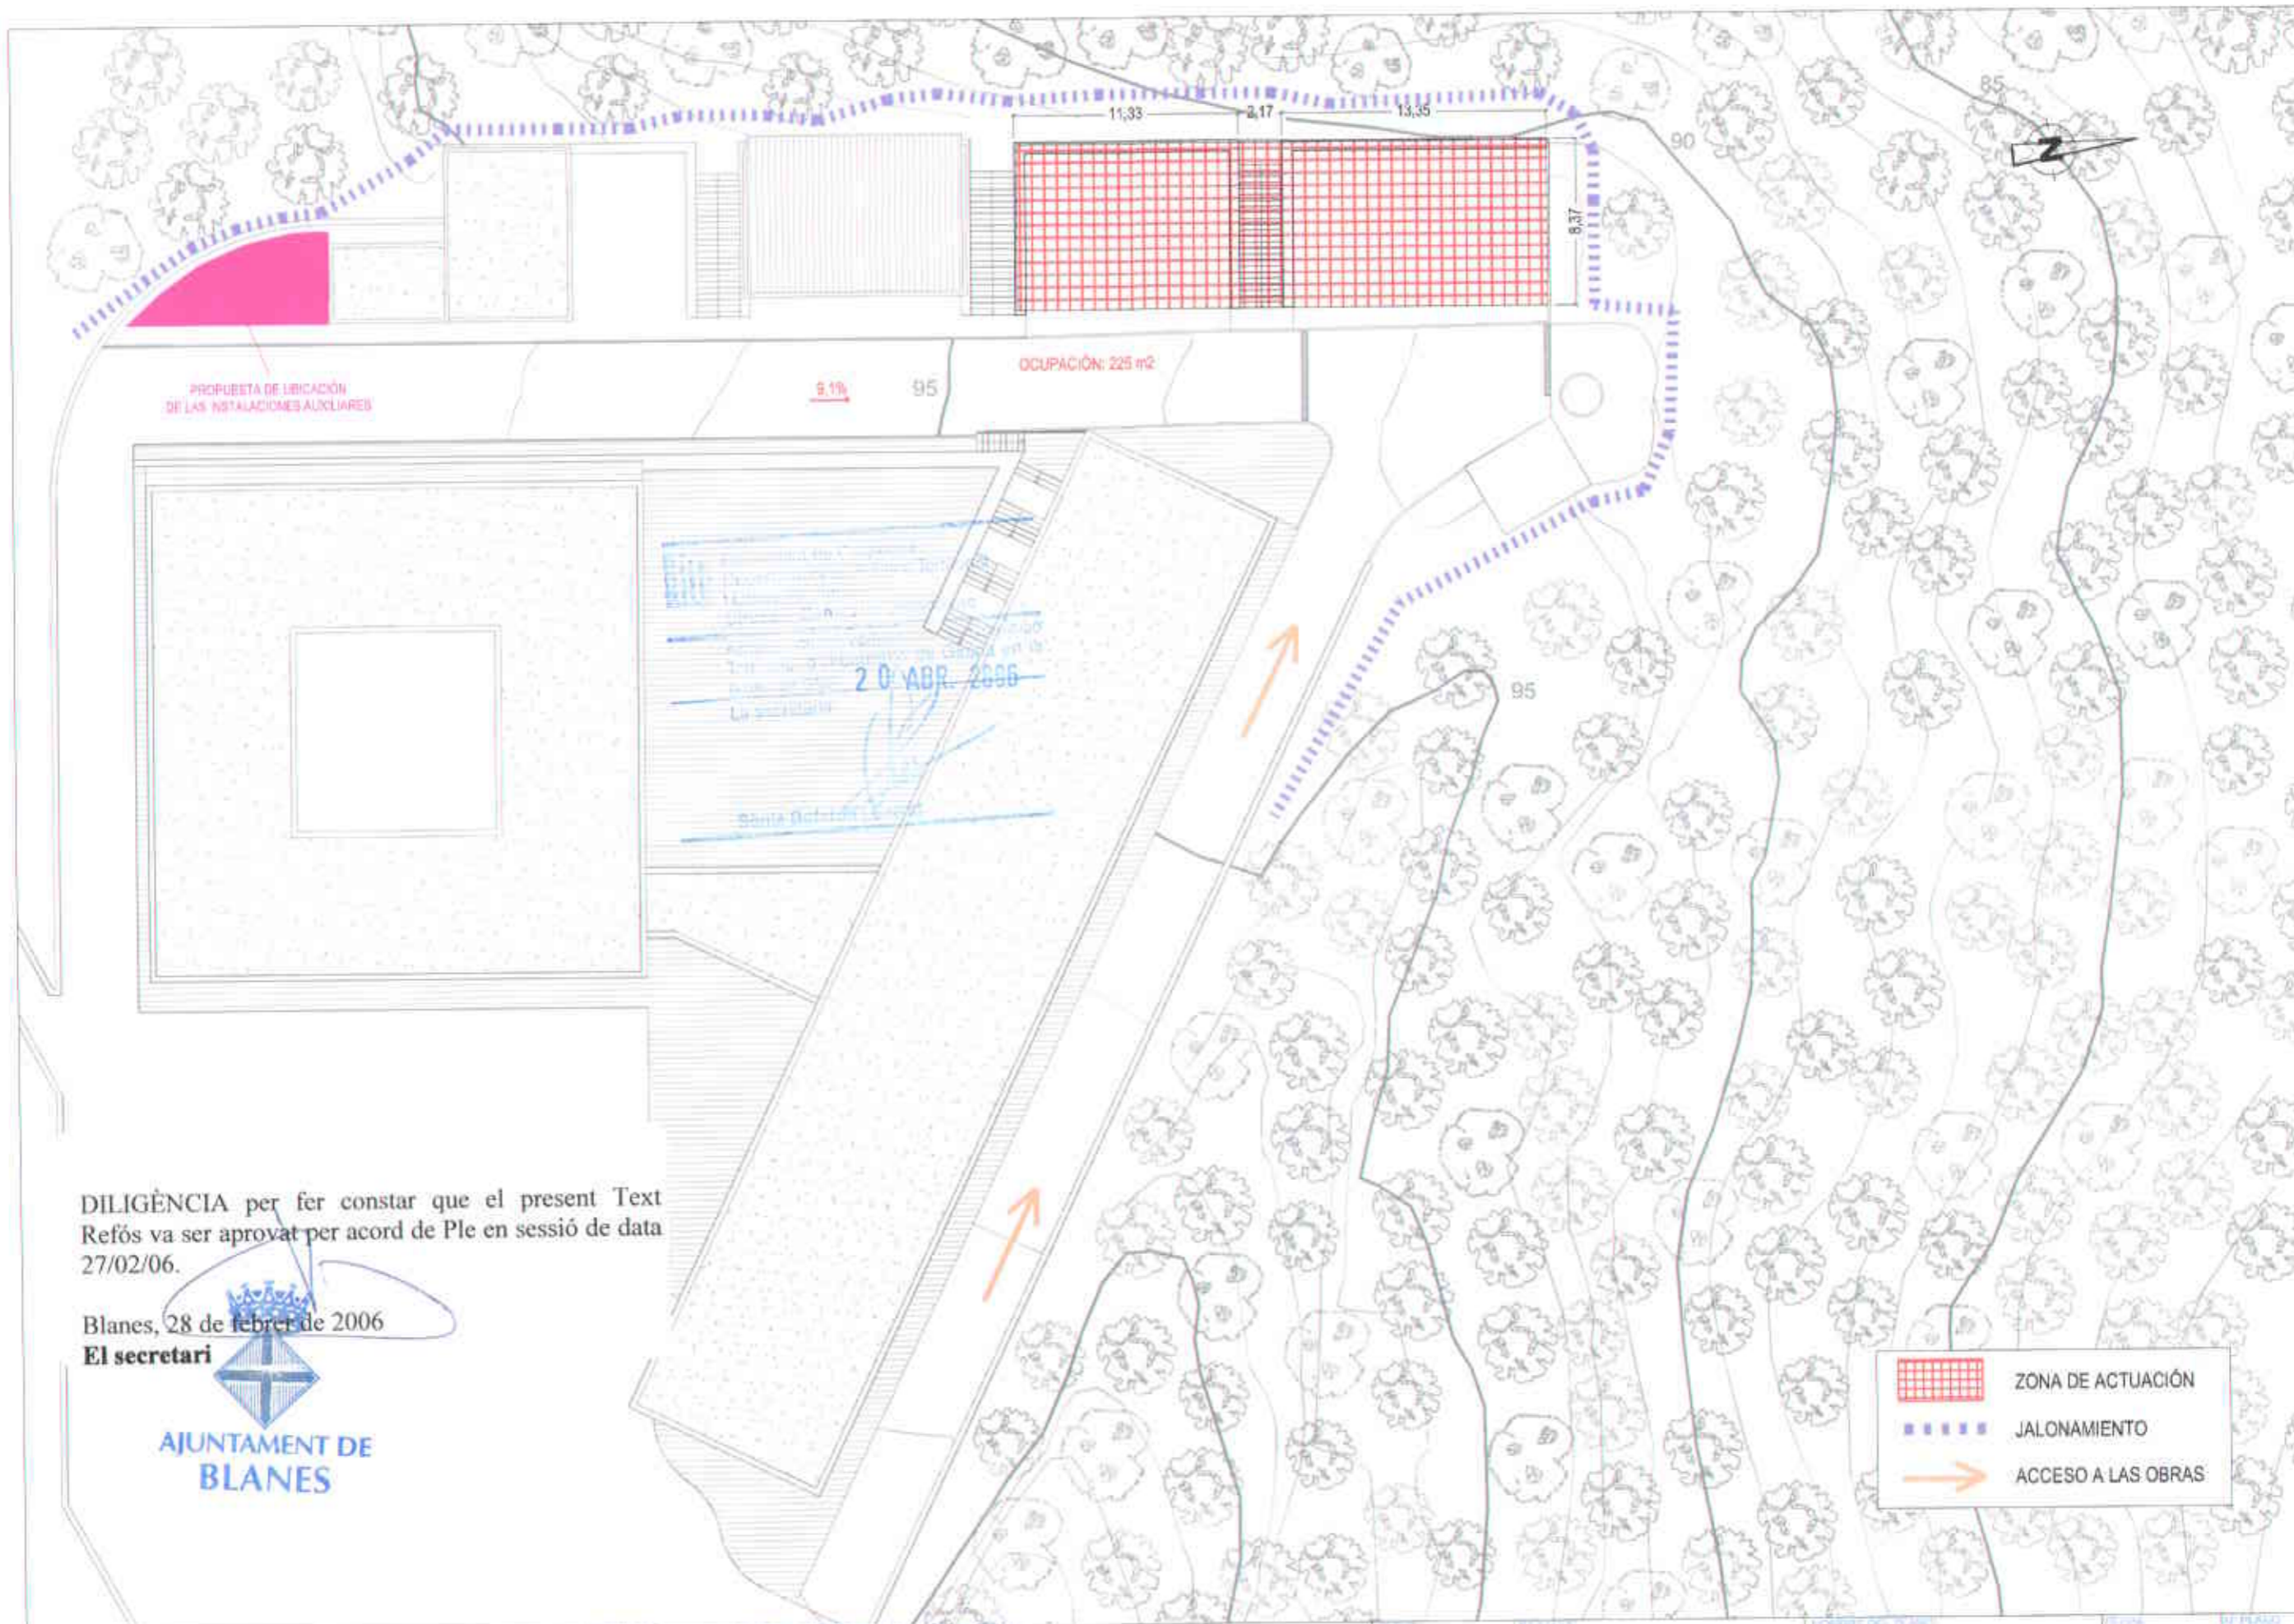 11,33
2,17
13,35
8,37
85
90
N
PROPUESTA DE UBICACIÓN
DE LAS INSTALACIONES AUXILIARES
9,1%
95
OCUPACIÓN: 225 m2
20 ABR. 2006
La secretària
95
DILIGÈNCIA per fer constar que el present Text
Refós va ser aprovat per acord de Ple en sessió de data
27/02/06.
Blanes, 28 de febrer de 2006
El secretari
AJUNTAMENT DE
BLANES
ZONA DE ACTUACIÓN
JALONAMIENTO
ACCESO A LAS OBRAS